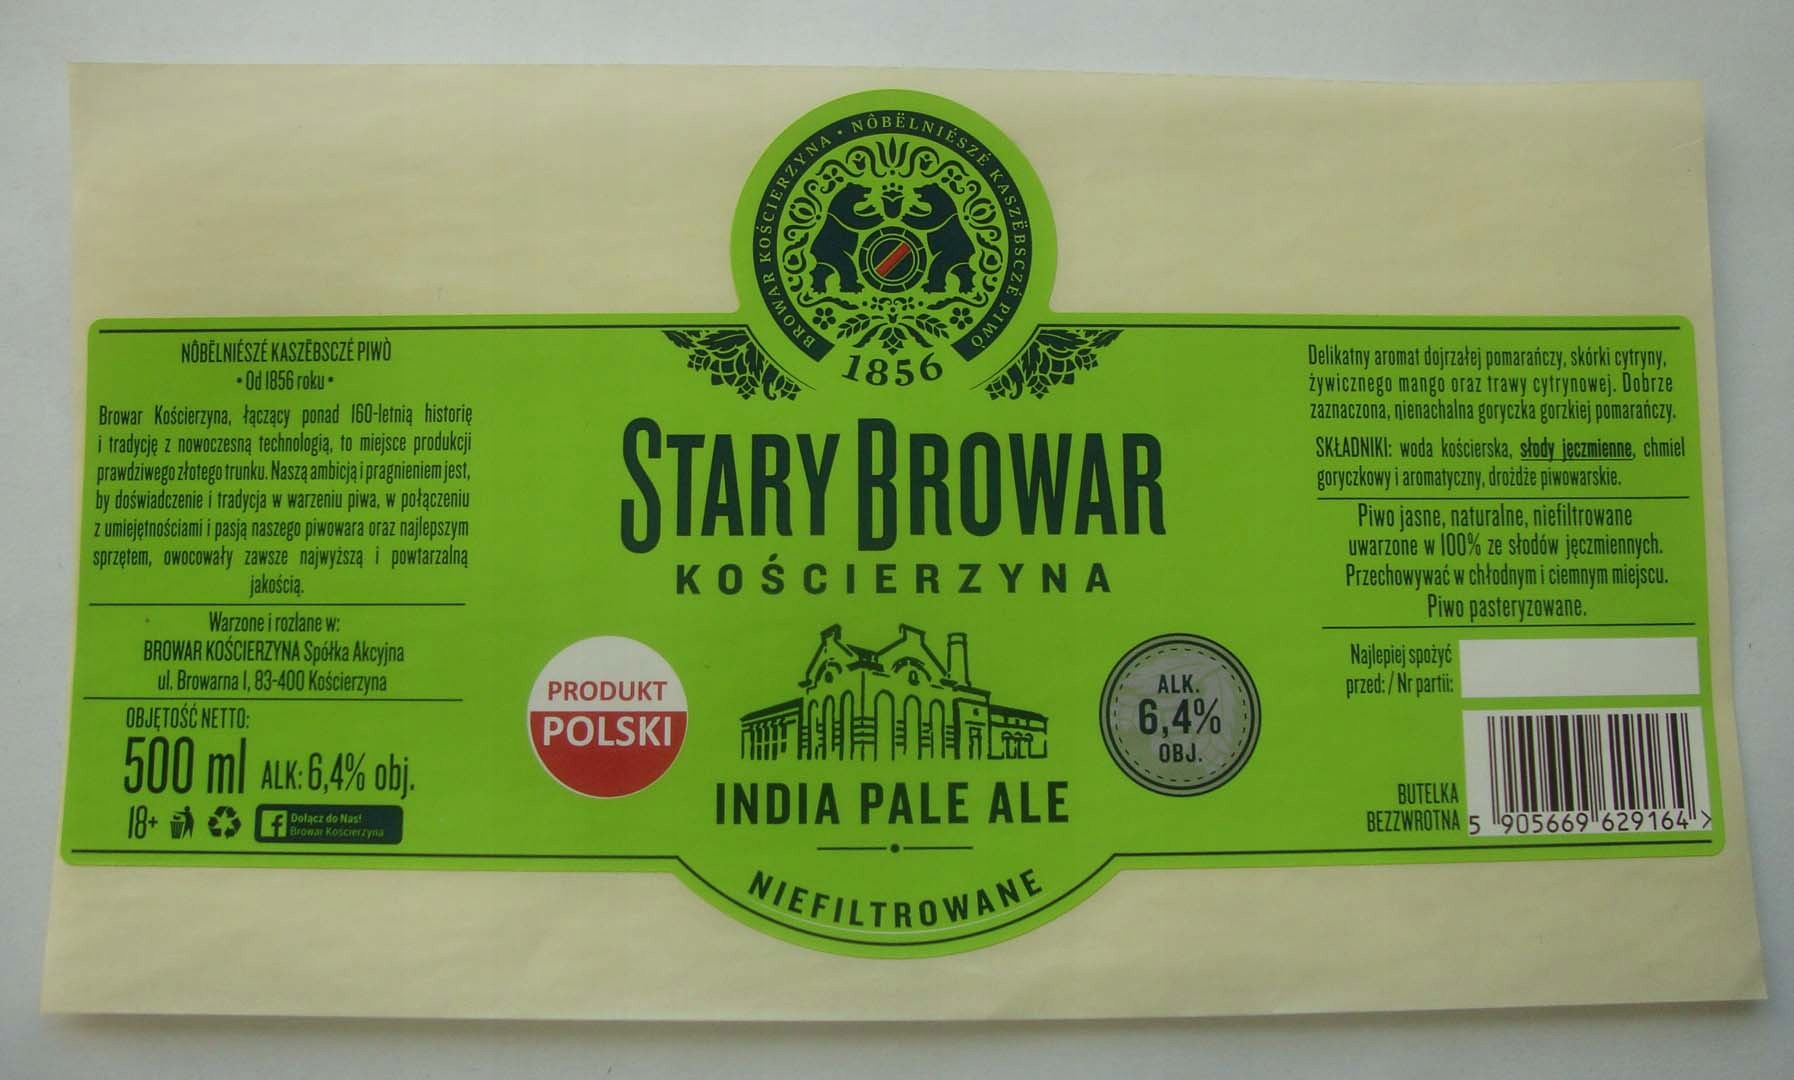 BROWAR KOŚCIERZYNA • NÔBËLNIÉSZÉ KASZËBSCZÉ PIWÒ
1856
STARY BROWAR
KOŚCIERZYNA
PRODUKT
POLSKI
ALK.
6,4%
OBJ.
INDIA PALE ALE
NIEFILTROWANE
NÔBËLNIÉSZÉ KASZËBSCZÉ PIWÒ
• Od 1856 roku •
Browar Kościerzyna, łączący ponad 160-letnią historię
i tradycję z nowoczesną technologią, to miejsce produkcji
prawdziwego złotego trunku. Naszą ambicją i pragnieniem jest,
by doświadczenie i tradycja w warzeniu piwa, w połączeniu
z umiejętnościami i pasją naszego piwowara oraz najlepszym
sprzętem, owocowały zawsze najwyższą i powtarzalną
jakością.
Warzone i rozlane w:
BROWAR KOŚCIERZYNA Spółka Akcyjna
ul. Browarna 1, 83-400 Kościerzyna
OBJĘTOŚĆ NETTO:
500 ml ALK: 6,4% obj.
18+
f Dołącz do Nas!
Browar Kościerzyna
Delikatny aromat dojrzałej pomarańczy, skórki cytryny,
żywicznego mango oraz trawy cytrynowej. Dobrze
zaznaczona, nienachalna goryczka gorzkiej pomarańczy.
SKŁADNIKI: woda kościerska, słody jęczmienne, chmiel
goryczkowy i aromatyczny, drożdże piwowarskie.
Piwo jasne, naturalne, niefiltrowane
uwarzone w 100% ze słodów jęczmiennych.
Przechowywać w chłodnym i ciemnym miejscu.
Piwo pasteryzowane.
Najlepiej spożyć
przed: / Nr partii:
BUTELKA
BEZZWROTNA
5 905669 629164 >